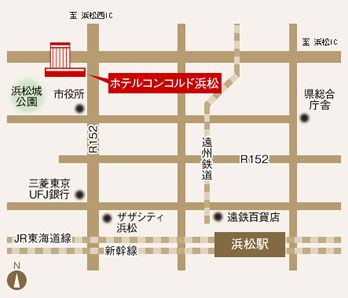 至 浜松西IC
至 浜松IC
ホテルコンコルド浜松
浜松城
公園
市役所
県総合
庁舎
R152
遠州鉄道
R152
三菱東京
UFJ銀行
ザザシティ
浜松
遠鉄百貨店
JR東海道線
新幹線
浜松駅
N